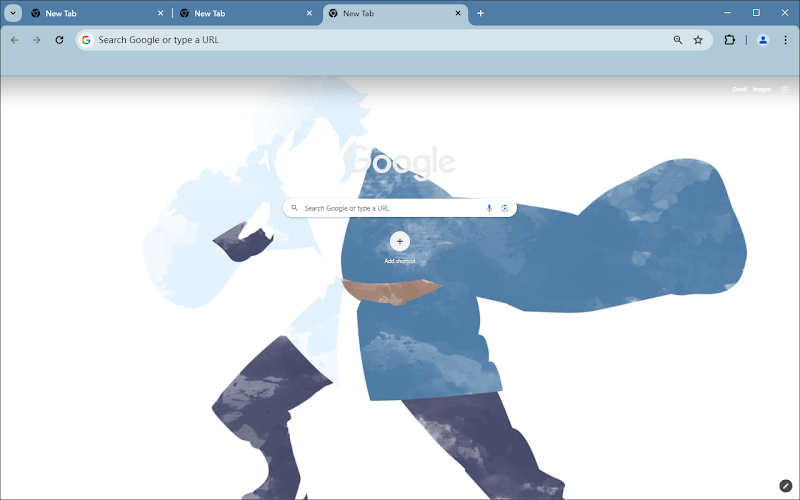 New Tab
New Tab
New Tab
Search Google or type a URL
Gmail Images
Google
Search Google or type a URL
Add shortcut